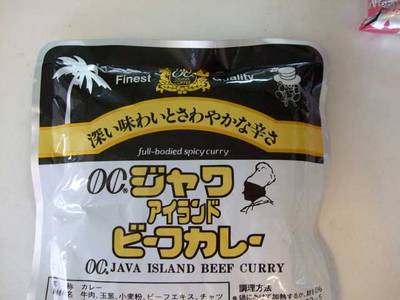 Finest Quality
深い味わいとさわやかな辛さ
full-bodied spicy curry
OC.ジャワ
アイランド
ビーフカレー
OC. JAVA ISLAND BEEF CURRY
称 カレー
牛肉、玉葱、小麦粉、ビーフエキス、チャツ
調理方法